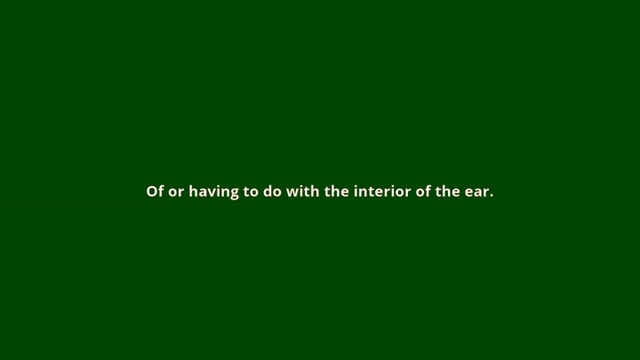 Of or having to do with the interior of the ear.